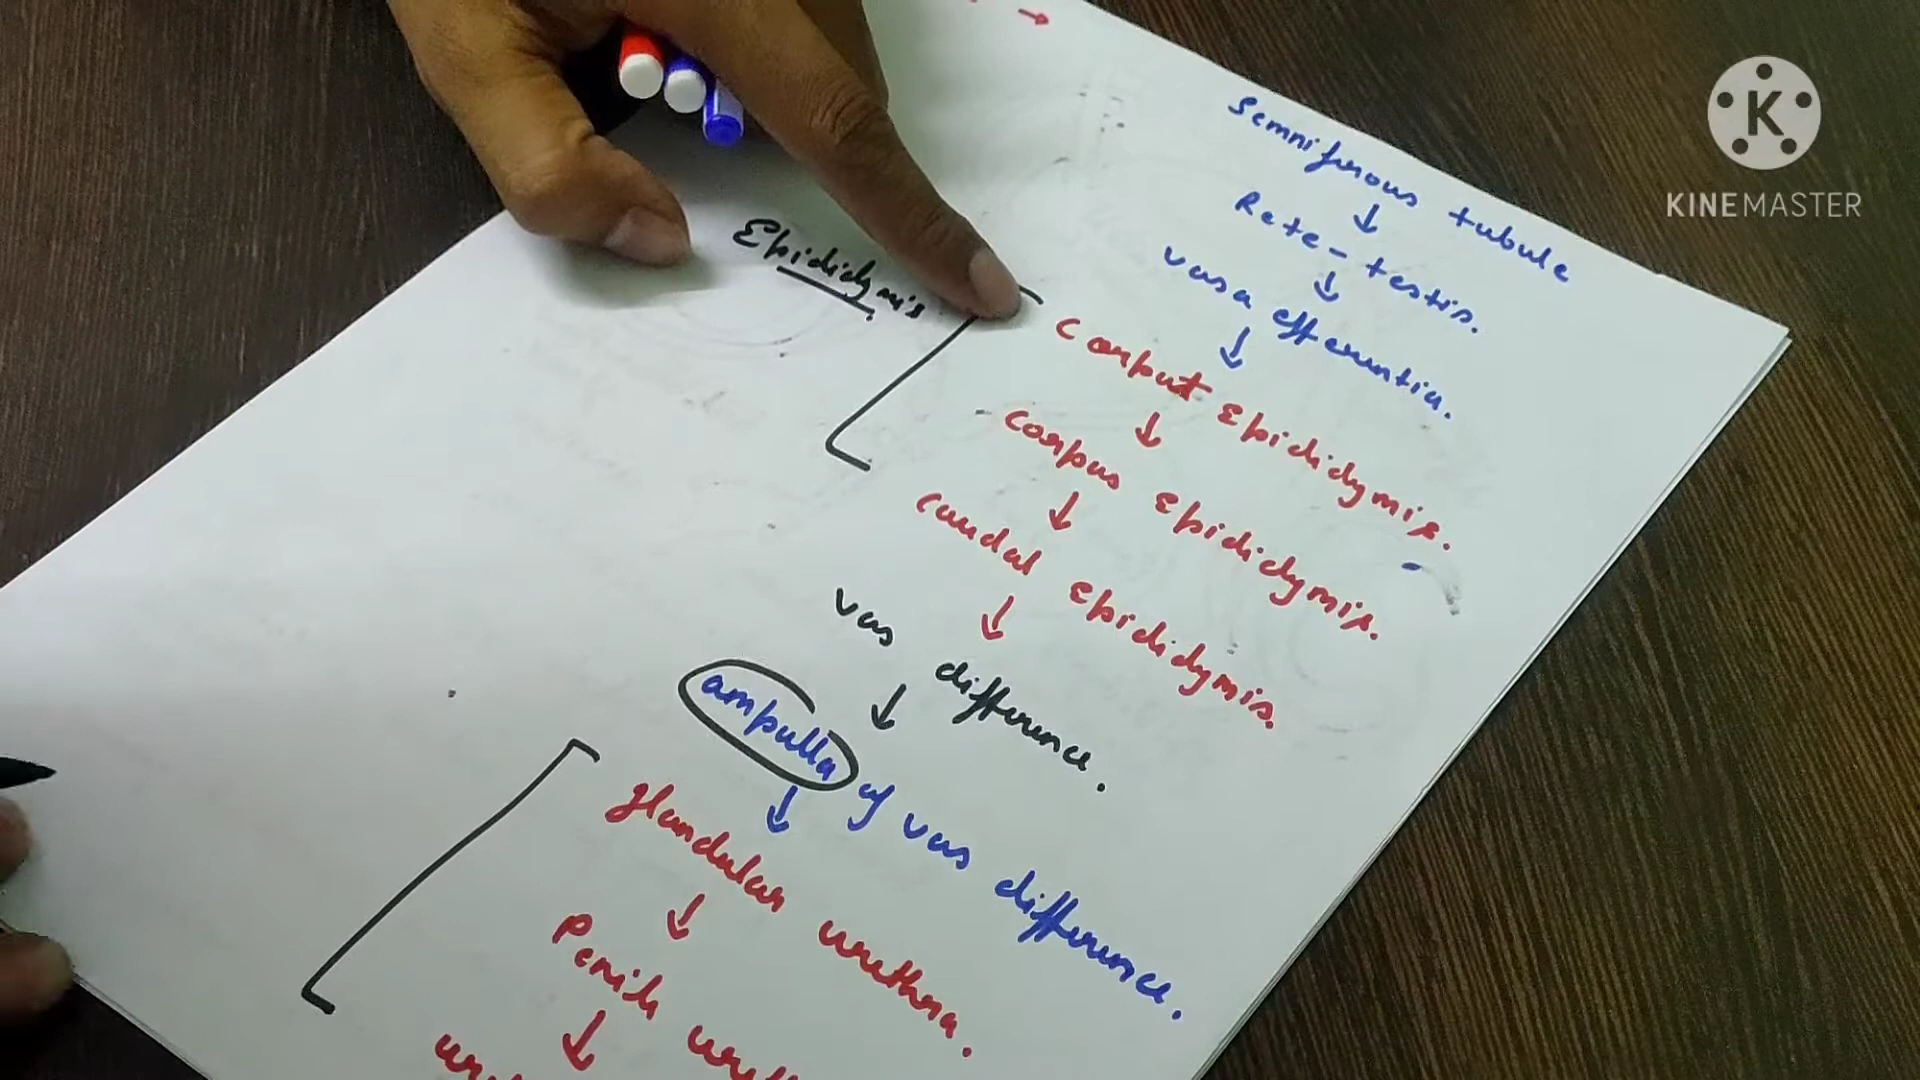 Semniferous tubule
↓
Rete-testis.
↓
vasa efferentia.
↓
Corput Epididymis.
↓
Epididymis
Corpus Epididymis.
↓
Caudal Epididymis.
↓
vas difference.
↓
ampulla of vas difference.
↓
glandular urethra.
↓
Penile
↓
KINEMASTER